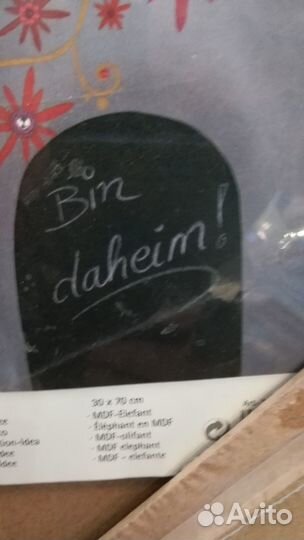 Bin
daheim!
30 x 70 cm
- MDF-Elefant
- Éléphant en MDF
- MDF-olifant
- MDF elephant
- MDF - elefante
Avito